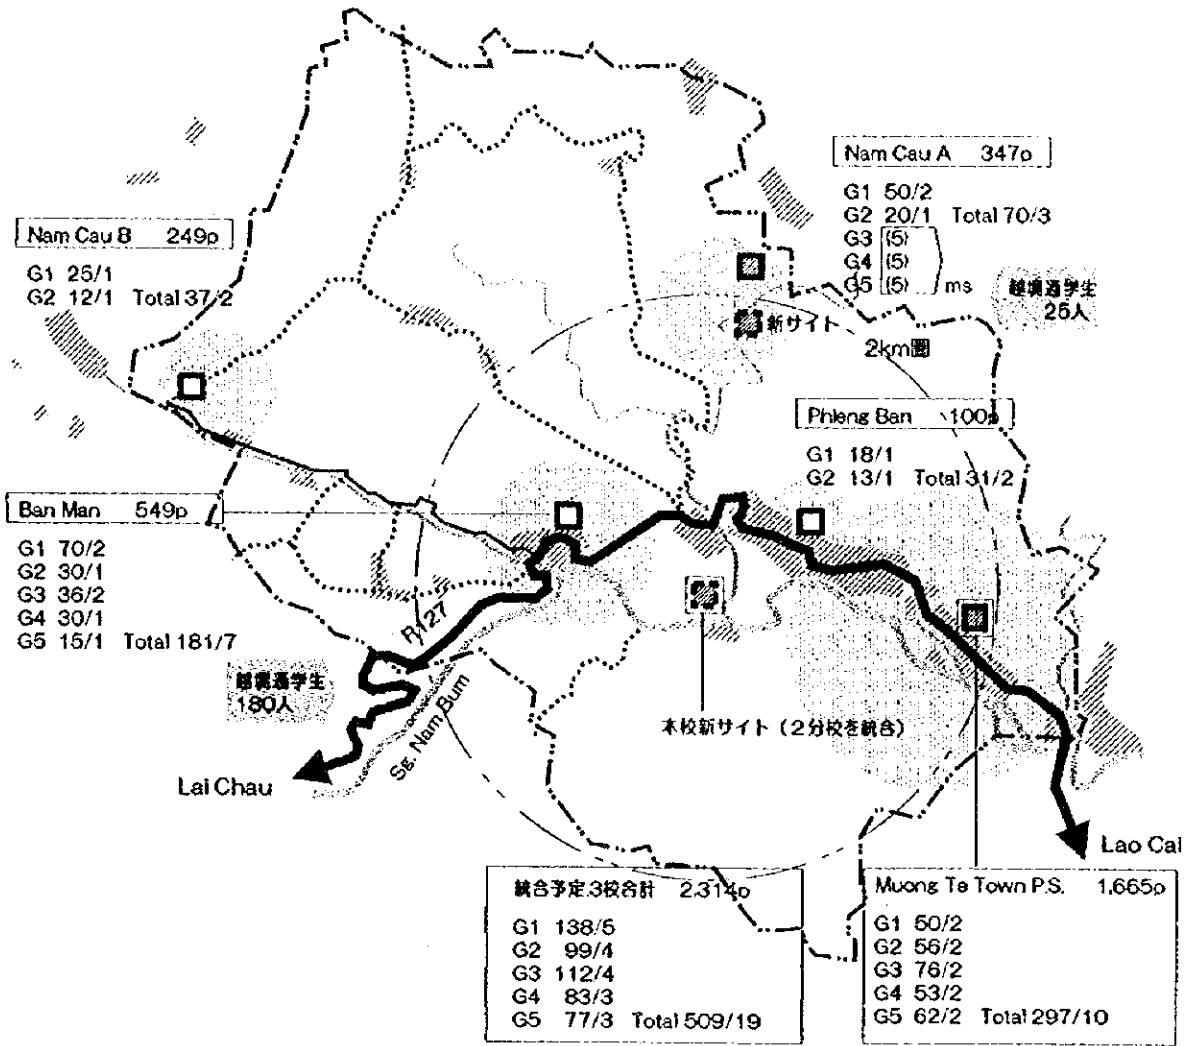 Nam Cau A 347p
G1 50/2
G2 20/1 Total 70/3
G3 (5)
G4 (5)
G5 (5) ms
越境通学生
25人
Nam Cau B 249p
G1 25/1
G2 12/1 Total 37/2
新サイト
2km圏
Phleng Ban 100p
G1 18/1
G2 13/1 Total 31/2
Ban Man 549p
G1 70/2
G2 30/1
G3 36/2
G4 30/1
G5 15/1 Total 181/7
R127
越境通学生
180人
Sg. Nam Bum
本校新サイト（2分校を統合）
Lai Chau
Lao Cai
統合予定3校合計 2,314p
G1 138/5
G2 99/4
G3 112/4
G4 83/3
G5 77/3 Total 509/19
Muong Te Town P.S. 1,665p
G1 50/2
G2 56/2
G3 76/2
G4 53/2
G5 62/2 Total 297/10